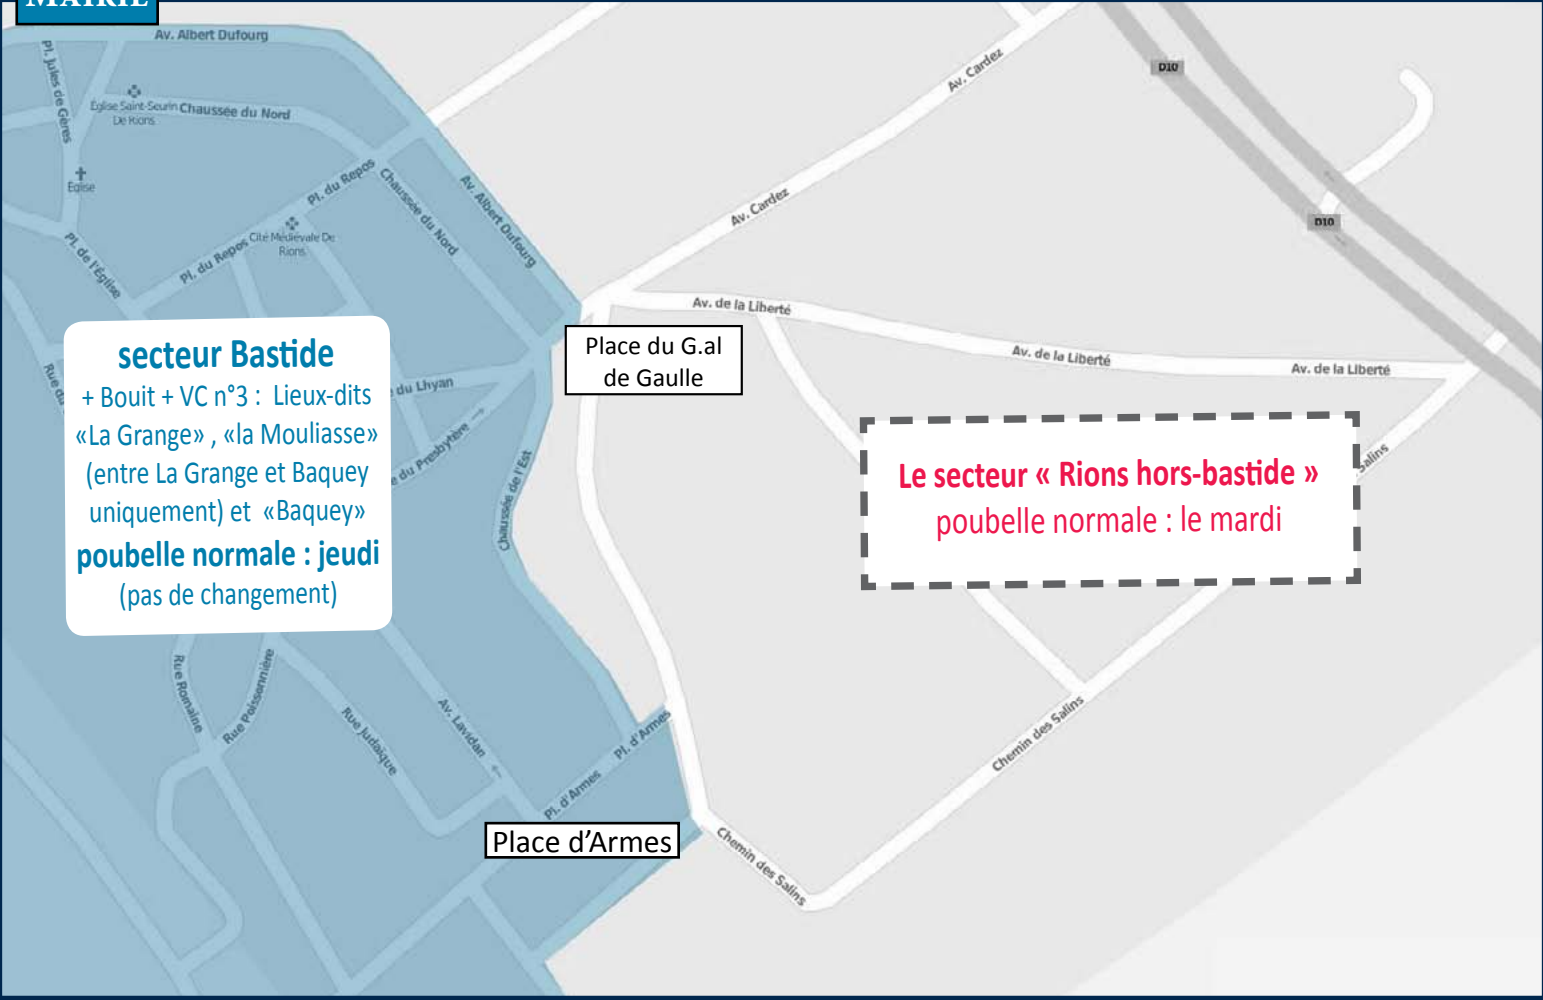 MAIRIE
Av. Albert Dufourg
Pl. Jules de Gères
Église Saint-Seurin
De Rions
Chaussée du Nord
Église
Pl. de l'Église
Pl. du Repos
Pl. du Repos
Cité Médiévale De
Rions
Chaussée du Nord
Av. Albert Dufourg
Av. Cardez
Av. Cardez
D10
D10
Av. de la Liberté
Av. de la Liberté
Av. de la Liberté
Place du G.al
de Gaulle
secteur Bastide
+ Bouit + VC n°3 : Lieux-dits
«La Grange» , «la Mouliasse»
(entre La Grange et Baquey
uniquement) et «Baquey»
poubelle normale : jeudi
(pas de changement)
Rue du
du Lhyan
du Presbytère
Chaussée de l'Est
Le secteur « Rions hors-bastide »
poubelle normale : le mardi
Salins
Rue Romaine
Rue Poissonnière
Rue Judaïque
Av. Lavidan
Pl. d'Armes
Pl. d'Armes
Place d'Armes
Chemin des Salins
Chemin des Salins